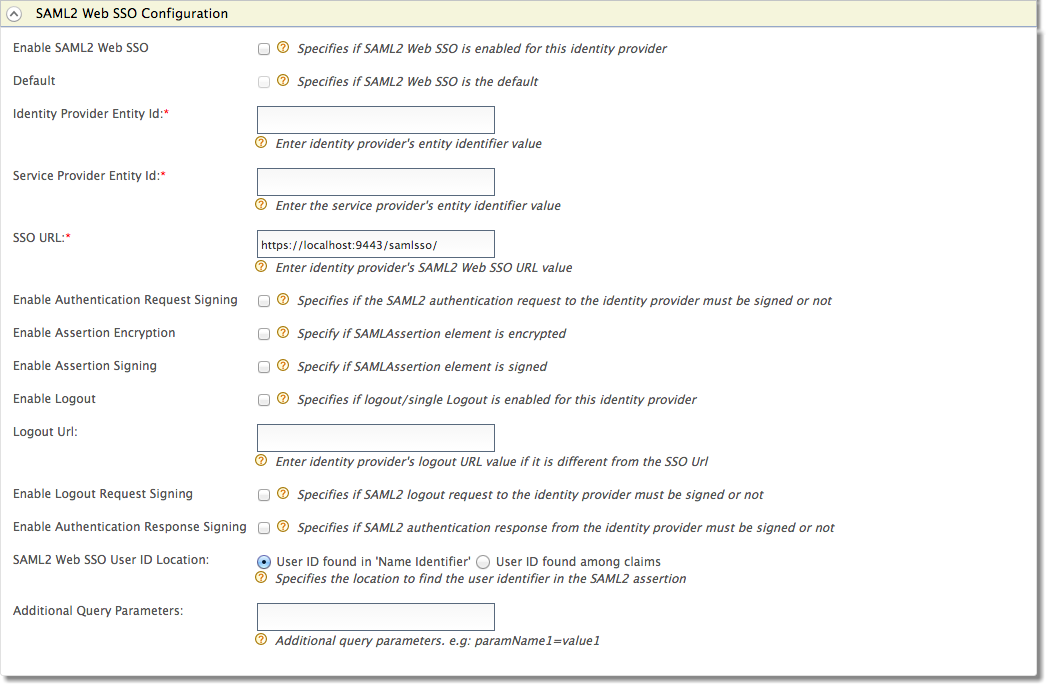 SAML2 Web SSO Configuration
Enable SAML2 Web SSO ? Specifies if SAML2 Web SSO is enabled for this identity provider
Default ? Specifies if SAML2 Web SSO is the default
Identity Provider Entity Id:*
? Enter identity provider's entity identifier value
Service Provider Entity Id:*
? Enter the service provider's entity identifier value
SSO URL:* https://localhost:9443/samlsso/
? Enter identity provider's SAML2 Web SSO URL value
Enable Authentication Request Signing ? Specifies if the SAML2 authentication request to the identity provider must be signed or not
Enable Assertion Encryption ? Specify if SAMLAssertion element is encrypted
Enable Assertion Signing ? Specify if SAMLAssertion element is signed
Enable Logout ? Specifies if logout/single Logout is enabled for this identity provider
Logout Url:
? Enter identity provider's logout URL value if it is different from the SSO Url
Enable Logout Request Signing ? Specifies if SAML2 logout request to the identity provider must be signed or not
Enable Authentication Response Signing ? Specifies if SAML2 authentication response from the identity provider must be signed or not
SAML2 Web SSO User ID Location: User ID found in 'Name Identifier' User ID found among claims
? Specifies the location to find the user identifier in the SAML2 assertion
Additional Query Parameters:
? Additional query parameters. e.g: paramName1=value1